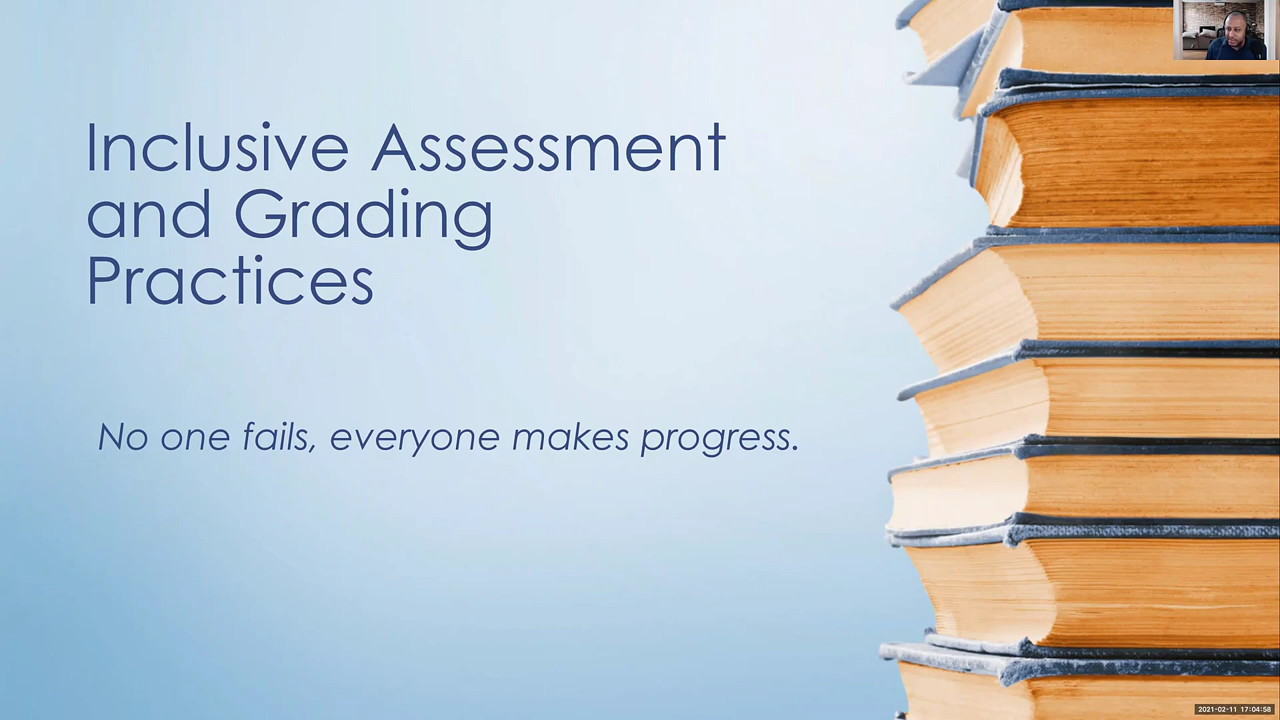 Inclusive Assessment
and Grading
Practices
No one fails, everyone makes progress.
2021-02-11 17:04:58